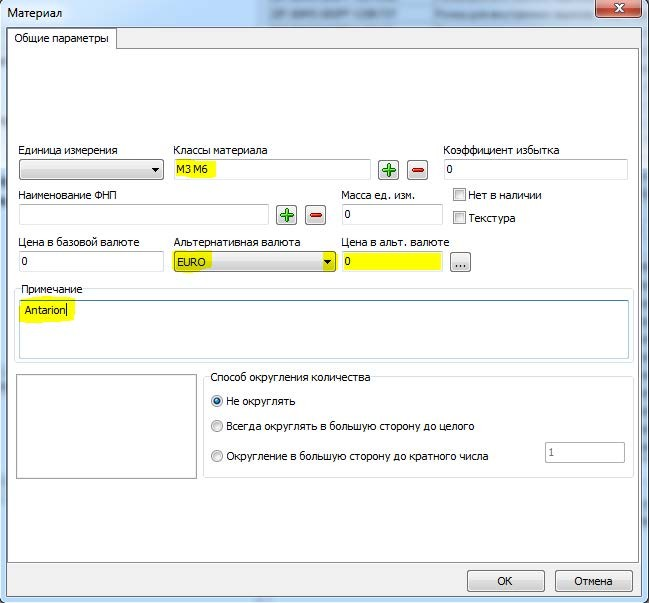 Материал
Общие параметры
Единица измерения Классы материала Коэффициент избытка
M3 M6 0
Наименование ФНП Масса ед. изм. Нет в наличии
0 Текстура
Цена в базовой валюте Альтернативная валюта Цена в альт. валюте
0 EURO 0 ...
Примечание
Antarion
Способ округления количества
Не округлять
Всегда округлять в большую сторону до целого
Округление в большую сторону до кратного числа 1
OK Отмена